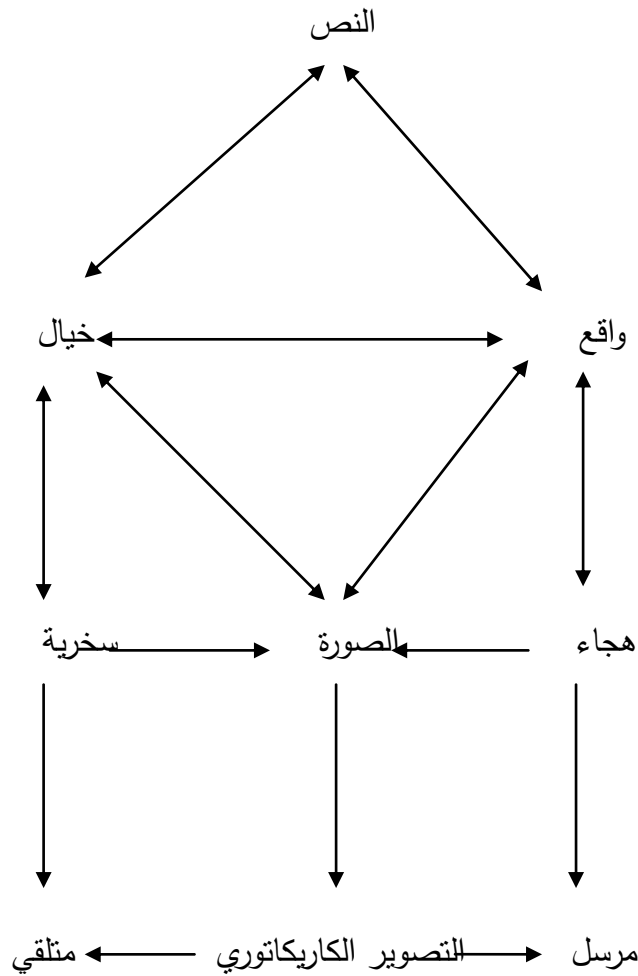 النص
واقع خيال
هجاء الصورة سخرية
مرسل التصوير الكاريكاتوري متلقي